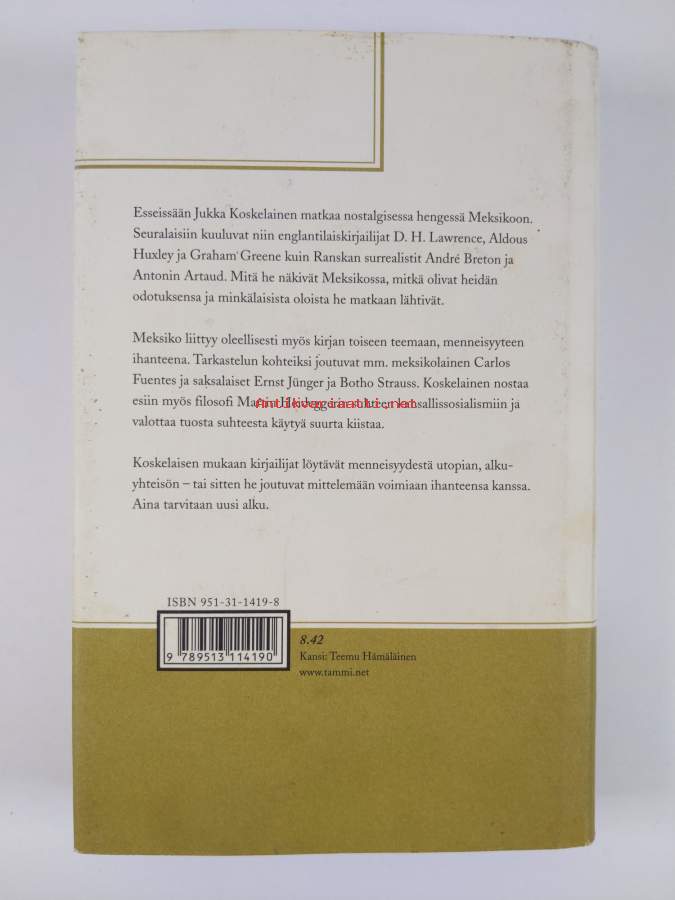 Esseissään Jukka Koskelainen matkaa nostalgisessa hengessä Meksikoon.
Seuralaisiin kuuluvat niin englantilaiskirjailijat D. H. Lawrence, Aldous
Huxley ja Graham Greene kuin Ranskan surrealistit André Breton ja
Antonin Artaud. Mitä he näkivät Meksikossa, mitkä olivat heidän
odotuksensa ja minkälaisista oloista he matkaan lähtivät.
Meksiko liittyy oleellisesti myös kirjan toiseen teemaan, menneisyyteen
ihanteena. Tarkastelun kohteiksi joutuvat mm. meksikolainen Carlos
Fuentes ja saksalaiset Ernst Jünger ja Botho Strauss. Koskelainen nostaa
esiin myös filosofi Martin Heideggerin suhteen kansallissosialismiin ja
valottaa tuosta suhteesta käytyä suurta kiistaa.
Koskelaisen mukaan kirjailijat löytävät menneisyydestä utopian, alku-
yhteisön – tai sitten he joutuvat mittelemään voimiaan ihanteensa kanssa.
Aina tarvitaan uusi alku.
ISBN 951-31-1419-8
9 789513 114190
8.42
Kansi: Teemu Hämäläinen
www.tammi.net